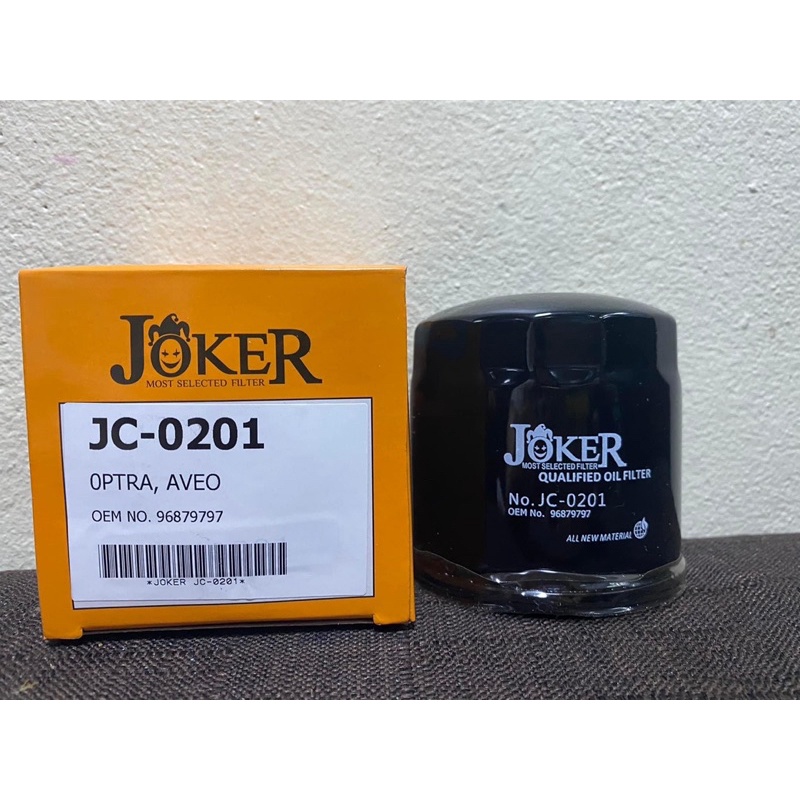 JOKER
MOST SELECTED FILTER
JC-0201
0PTRA, AVEO
OEM NO. 96879797
*JOKER JC-0201*
JOKER
MOST SELECTED FILTER
QUALIFIED OIL FILTER
No. JC-0201
OEM No. 96879797
ALL NEW MATERIAL